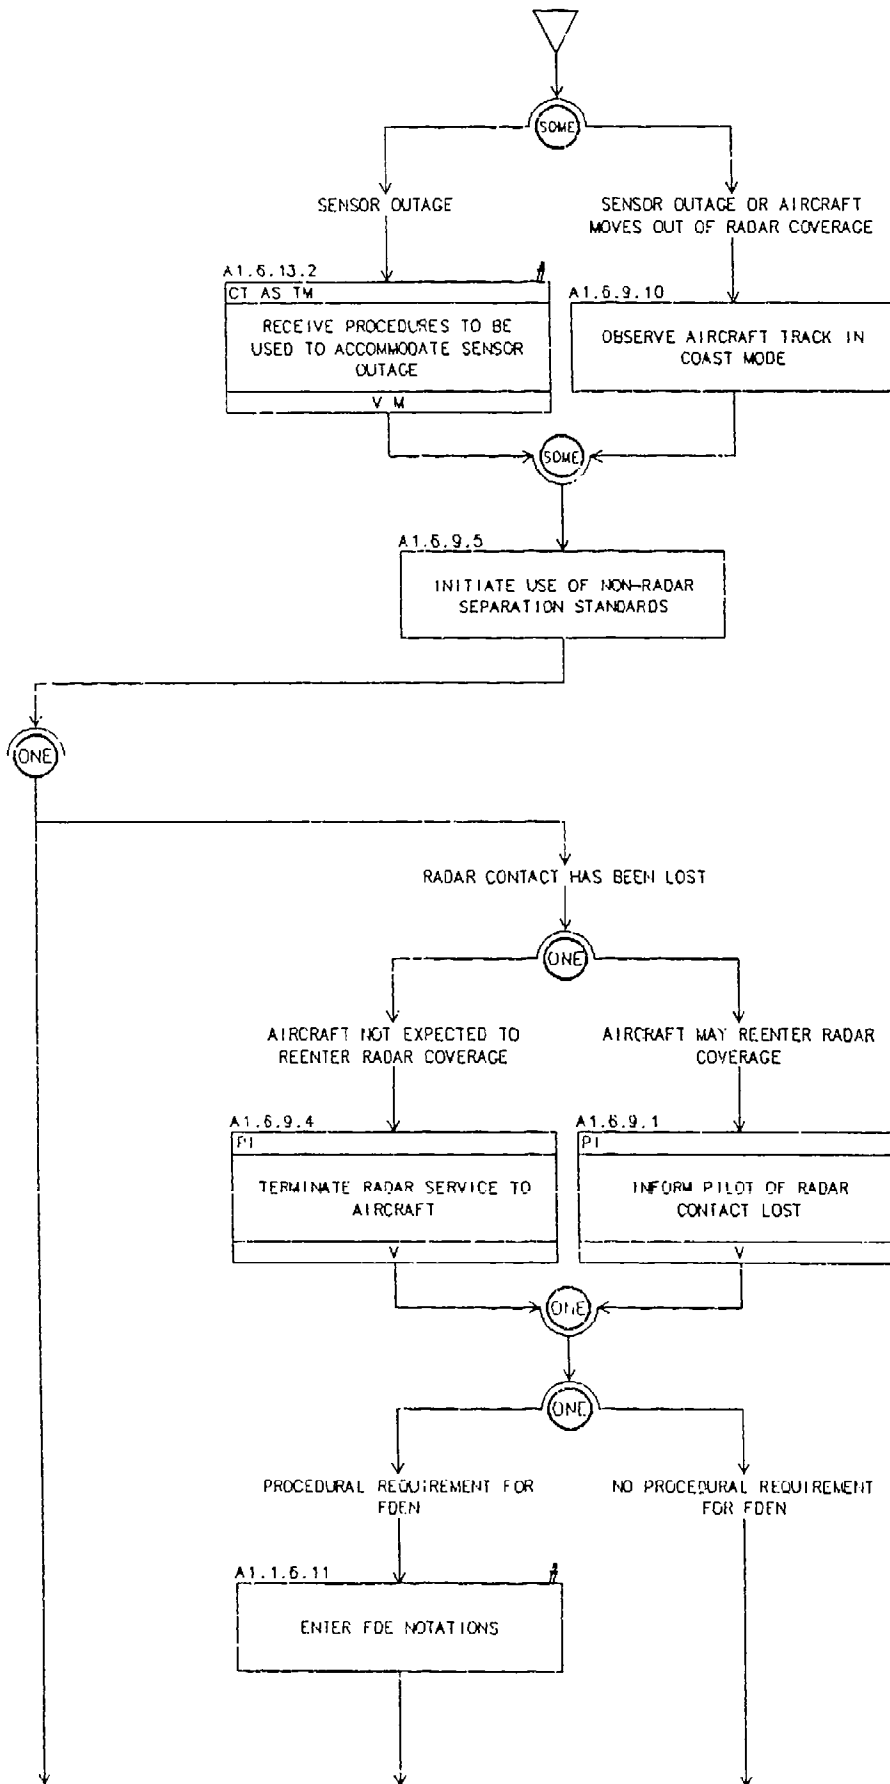 SOME
SENSOR OUTAGE
SENSOR OUTAGE OR AIRCRAFT
MOVES OUT OF RADAR COVERAGE
A1.6.13.2
CT AS TM
RECEIVE PROCEDURES TO BE
USED TO ACCOMMODATE SENSOR
OUTAGE
V M
A1.6.9.10
OBSERVE AIRCRAFT TRACK IN
COAST MODE
SOME
A1.6.9.5
INITIATE USE OF NON-RADAR
SEPARATION STANDARDS
ONE
RADAR CONTACT HAS BEEN LOST
ONE
AIRCRAFT NOT EXPECTED TO
REENTER RADAR COVERAGE
AIRCRAFT MAY REENTER RADAR
COVERAGE
A1.6.9.4
PI
TERMINATE RADAR SERVICE TO
AIRCRAFT
V
A1.6.9.1
PI
INFORM PILOT OF RADAR
CONTACT LOST
V
ONE
ONE
PROCEDURAL REQUIREMENT FOR
FDEN
NO PROCEDURAL REQUIREMENT
FOR FDEN
A1.1.6.11
ENTER FDE NOTATIONS